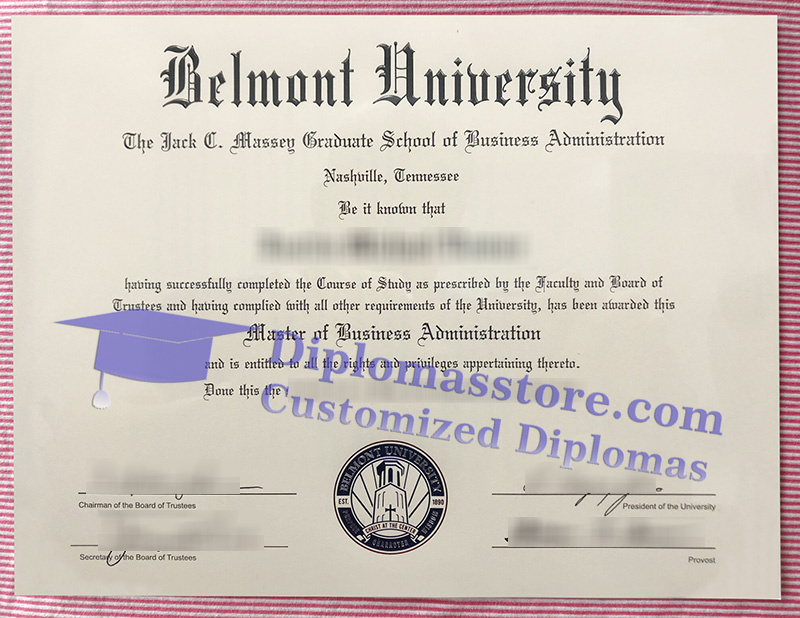 Belmont University
The Jack C. Massey Graduate School of Business Administration
Nashville, Tennessee
Be it known that
having successfully completed the Course of Study as prescribed by the Faculty and Board of
Trustees and having complied with all other requirements of the University, has been awarded this
Master of Business Administration
and is entitled to all the rights and privileges appertaining thereto.
Done this the
Diplomasstore.com
Customized Diplomas
BELMONT UNIVERSITY
EST. 1890
CHRIST AT THE CENTER
CHARACTER
Chairman of the Board of Trustees
President of the University
Secretary of the Board of Trustees
Provost